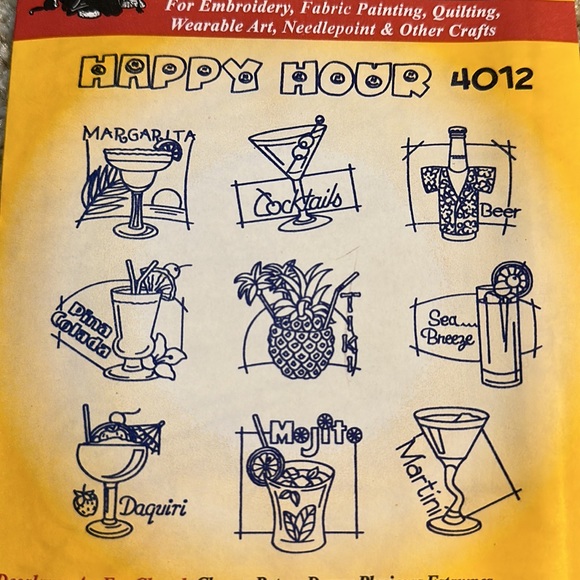 For Embroidery, Fabric Painting, Quilting,
Wearable Art, Needlepoint & Other Crafts
HAPPY HOUR 4012
MARGARITA
Cocktails
Beer
Pina
Colada
TIKI
Sea....
Breeze
Daquiri
Mojito
Martini